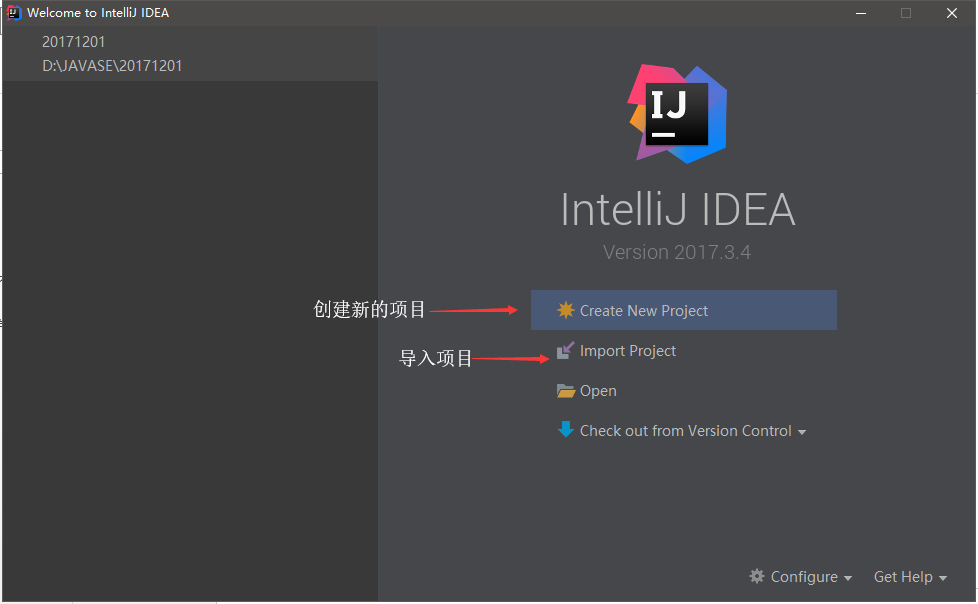 Welcome to IntelliJ IDEA
20171201
D:\JAVASE\20171201
IJ
IntelliJ IDEA
Version 2017.3.4
创建新的项目
Create New Project
导入项目
Import Project
Open
Check out from Version Control
Configure
Get Help